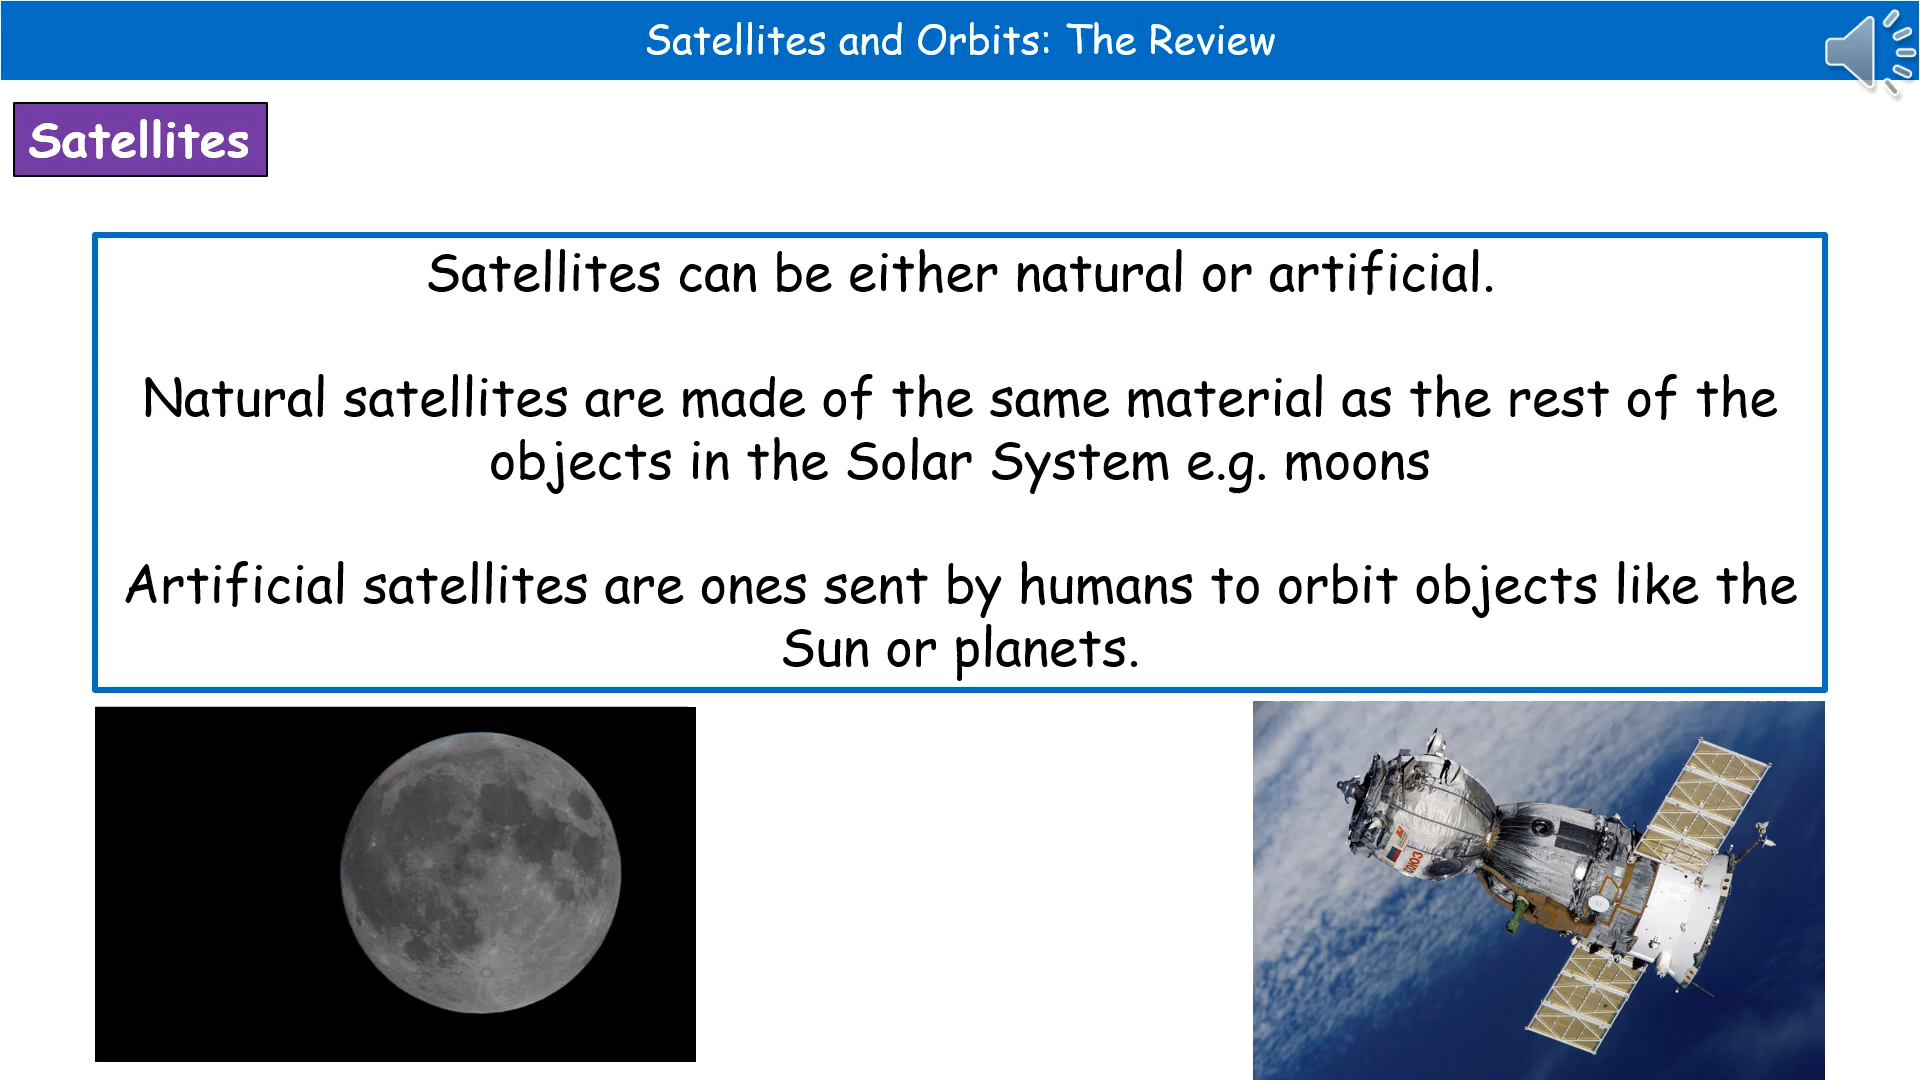 Satellites and Orbits: The Review
Satellites
Satellites can be either natural or artificial.
Natural satellites are made of the same material as the rest of the
objects in the Solar System e.g. moons
Artificial satellites are ones sent by humans to orbit objects like the
Sun or planets.
СОЮЗ